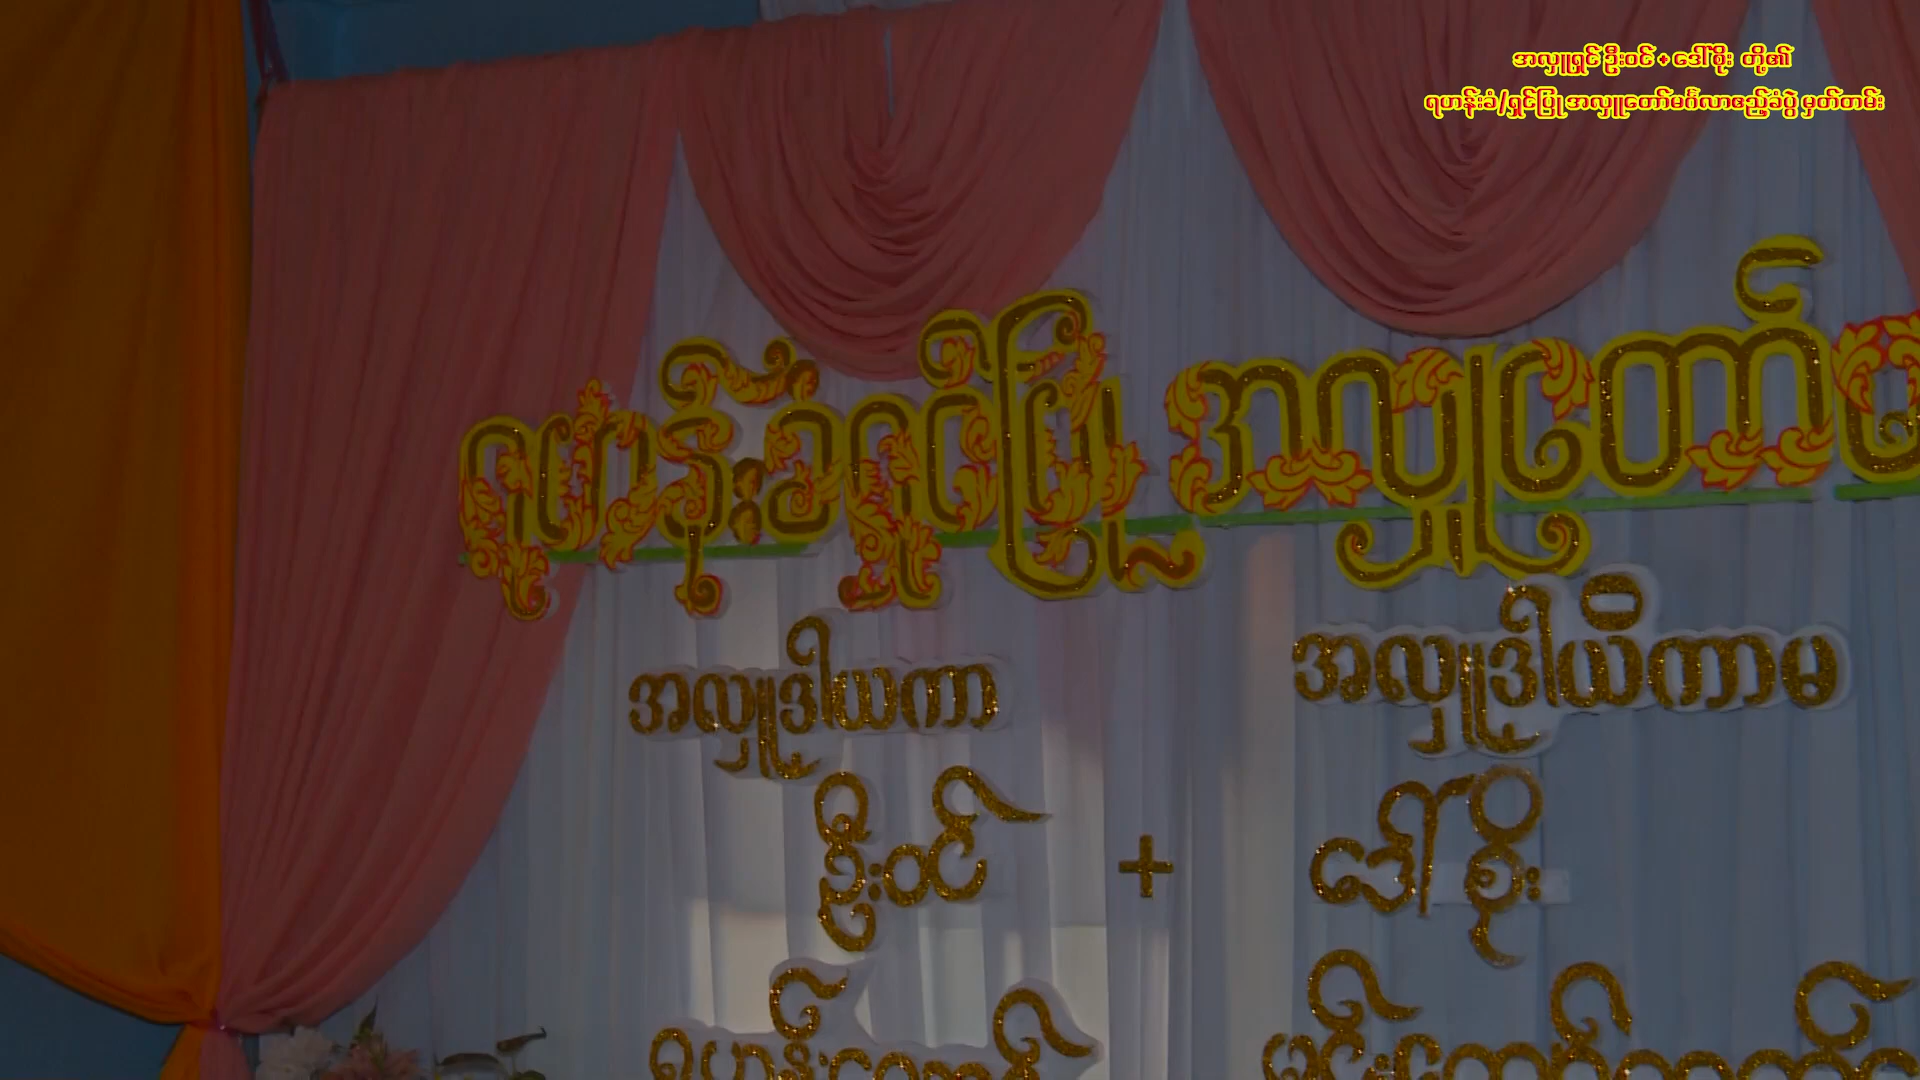 အလှူရှင် ဦးဝင် + ဒေါ်စိုး တို့၏
ရဟန်းခံ/ရှင်ပြု အလှူတော်မင်္ဂလာဧည့်ခံပွဲ မှတ်တမ်း
ရဟန်းခံရှင်ပြု အလှူတော်
အလှူဒါယကာ အလှူဒါယိကာမ
ဦးဝင် + ဒေါ်စိုး